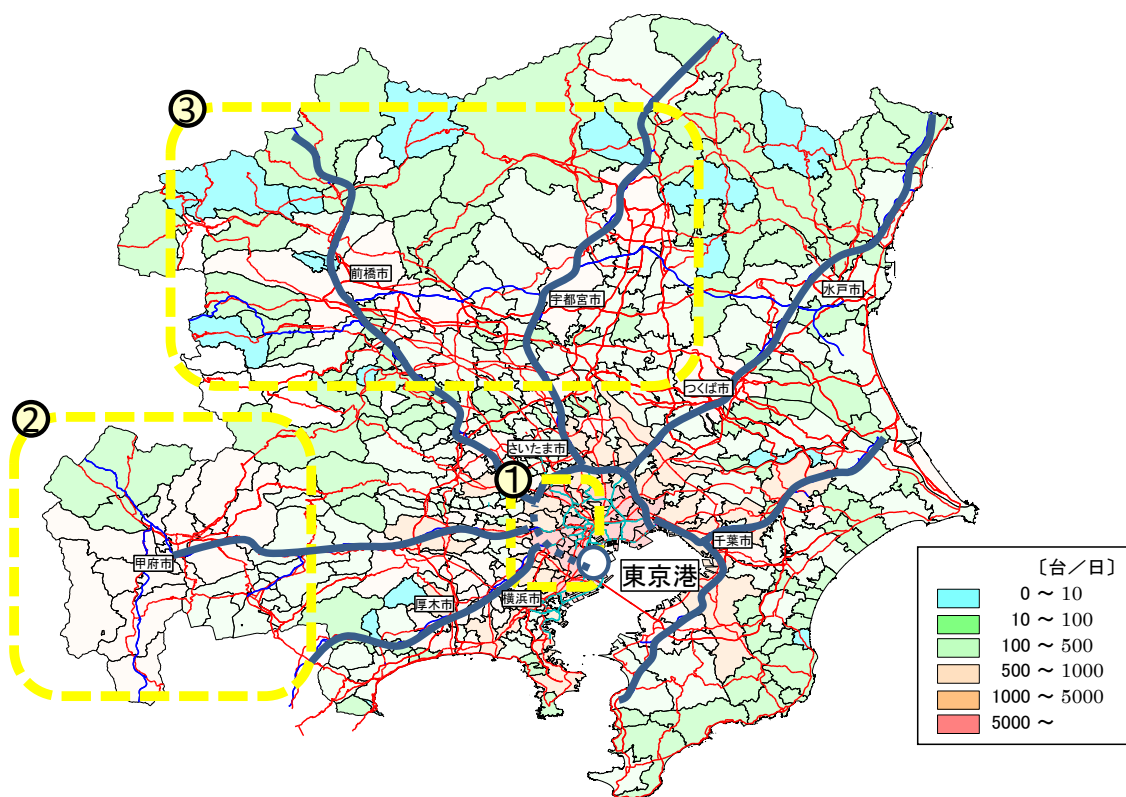 ③
前橋市
宇都宮市
水戸市
つくば市
②
さいたま市
①
甲府市
千葉市
東京港
厚木市
横浜市
〔台／日〕
0 ～ 10
10 ～ 100
100 ～ 500
500 ～ 1000
1000 ～ 5000
5000 ～